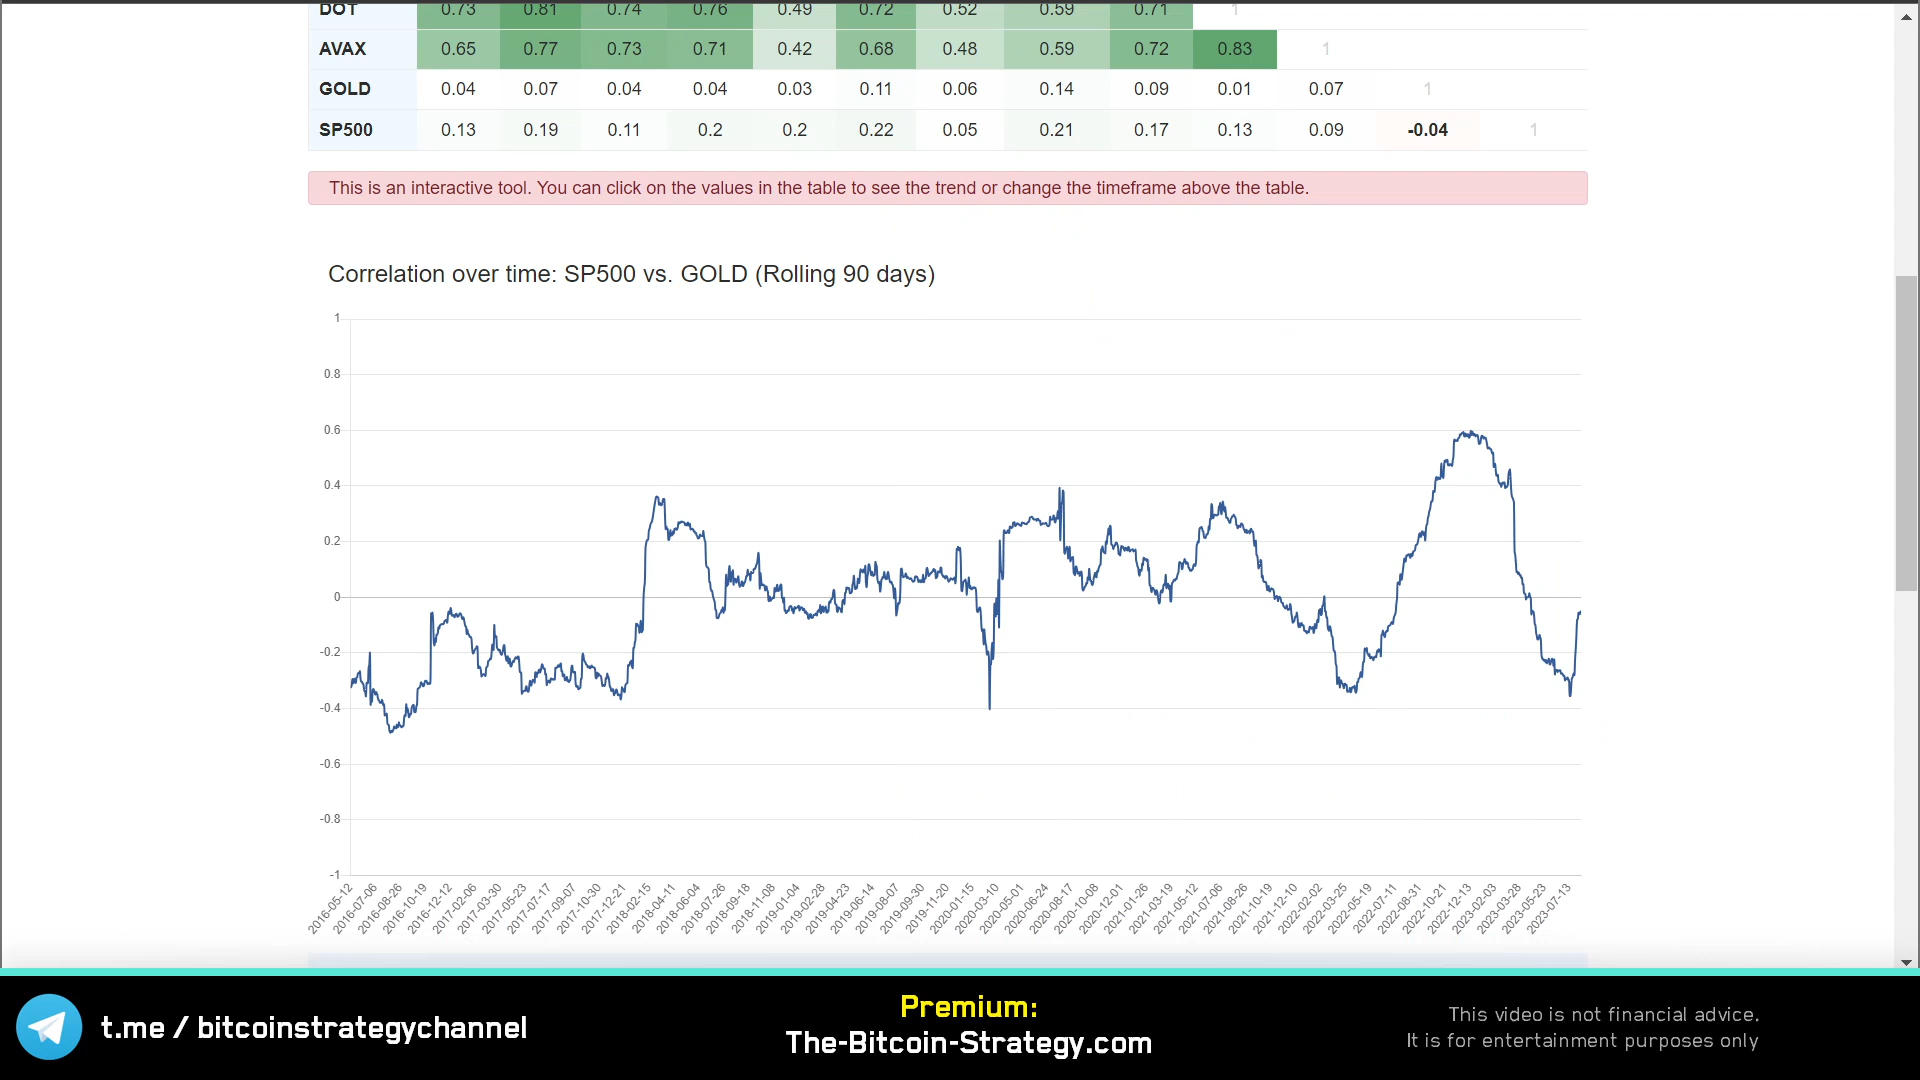 DOT 0.73 0.81 0.74 0.76 0.49 0.72 0.52 0.59 0.71 1
AVAX 0.65 0.77 0.73 0.71 0.42 0.68 0.48 0.59 0.72 0.83 1
GOLD 0.04 0.07 0.04 0.04 0.03 0.11 0.06 0.14 0.09 0.01 0.07 1
SP500 0.13 0.19 0.11 0.2 0.2 0.22 0.05 0.21 0.17 0.13 0.09 -0.04 1
This is an interactive tool. You can click on the values in the table to see the trend or change the timeframe above the table.
Correlation over time: SP500 vs. GOLD (Rolling 90 days)
1
0.8
0.6
0.4
0.2
0
-0.2
-0.4
-0.6
-0.8
-1
2016-05-12 2016-07-06 2016-08-26 2016-10-19 2016-12-12 2017-02-06 2017-03-30 2017-05-23 2017-07-17 2017-09-07 2017-10-30 2017-12-21 2018-02-15 2018-04-11 2018-06-04 2018-07-26 2018-09-18 2018-11-08 2019-01-04 2019-02-28 2019-04-23 2019-06-14 2019-08-07 2019-09-30 2019-11-20 2020-01-15 2020-03-10 2020-05-01 2020-06-24 2020-08-17 2020-10-08 2020-12-01 2021-01-26 2021-03-19 2021-05-12 2021-07-06 2021-08-26 2021-10-19 2021-12-10 2022-02-02 2022-03-25 2022-05-19 2022-07-11 2022-08-31 2022-10-21 2022-12-13 2023-02-03 2023-03-28 2023-05-23 2023-07-13
t.me / bitcoinstrategychannel
Premium:
The-Bitcoin-Strategy.com
This video is not financial advice.
It is for entertainment purposes only